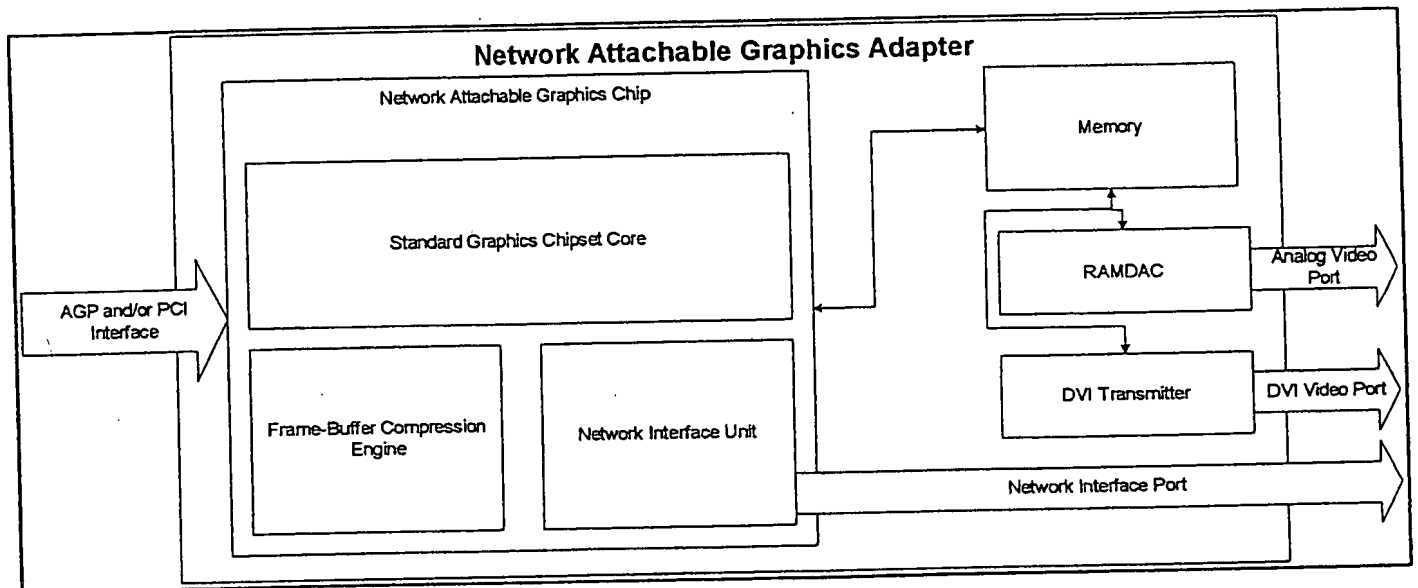 Network Attachable Graphics Adapter
Network Attachable Graphics Chip
Memory
Standard Graphics Chipset Core
RAMDAC
Analog Video
Port
AGP and/or PCI
Interface
DVI Transmitter
DVI Video Port
Frame-Buffer Compression
Engine
Network Interface Unit
Network Interface Port